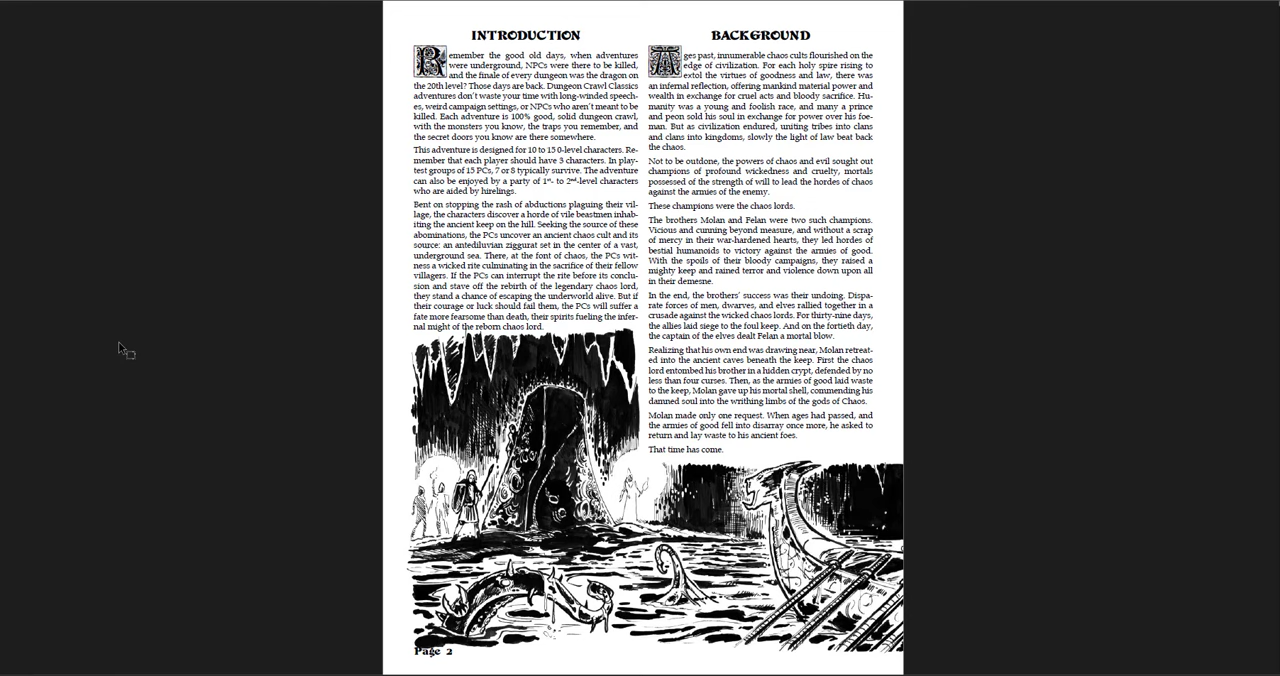 INTRODUCTION
Remember the good old days, when adventures
were underground, NPCs were there to be killed,
and the finale of every dungeon was the dragon on
the 20th level? Those days are back. Dungeon Crawl Classics
adventures don't waste your time with long-winded speech-
es, weird campaign settings, or NPCs who aren't meant to be
killed. Each adventure is 100% good, solid dungeon crawl,
with the monsters you know, the traps you remember, and
the secret doors you know are there somewhere.
This adventure is designed for 10 to 15 0-level characters. Re-
member that each player should have 3 characters. In play-
test groups of 15 PCs, 7 or 8 typically survive. The adventure
can also be enjoyed by a party of 1st- to 2nd-level characters
who are aided by hirelings.
Bent on stopping the rash of abductions plaguing their vil-
lage, the characters discover a horde of vile beastmen inhab-
iting the ancient keep on the hill. Seeking the source of these
abominations, the PCs uncover an ancient chaos cult and its
source: an antediluvian ziggurat set in the center of a vast,
underground sea. There, at the font of chaos, the PCs wit-
ness a wicked rite culminating in the sacrifice of their fellow
villagers. If the PCs can interrupt the rite before its conclu-
sion and stave off the rebirth of the legendary chaos lord,
they stand a chance of escaping the underworld alive. But if
their courage or luck should fail them, the PCs will suffer a
fate more fearsome than death, their spirits fueling the infer-
nal might of the reborn chaos lord.
BACKGROUND
Ages past, innumerable chaos cults flourished on the
edge of civilization. For each holy spire rising to
extol the virtues of goodness and law, there was
an infernal reflection, offering mankind material power and
wealth in exchange for cruel acts and bloody sacrifice. Hu-
manity was a young and foolish race, and many a prince
and peon sold his soul in exchange for power over his foe-
man. But as civilization endured, uniting tribes into clans
and clans into kingdoms, slowly the light of law beat back
the chaos.
Not to be outdone, the powers of chaos and evil sought out
champions of profound wickedness and cruelty, mortals
possessed of the strength of will to lead the hordes of chaos
against the armies of the enemy.
These champions were the chaos lords.
The brothers Molan and Felan were two such champions.
Vicious and cunning beyond measure, and without a scrap
of mercy in their war-hardened hearts, they led hordes of
bestial humanoids to victory against the armies of good.
With the spoils of their bloody campaigns, they raised a
mighty keep and rained terror and violence down upon all
in their demesne.
In the end, the brothers' success was their undoing. Dispa-
rate forces of men, dwarves, and elves rallied together in a
crusade against the wicked chaos lords. For thirty-nine days,
the allies laid siege to the foul keep. And on the fortieth day,
the captain of the elves dealt Felan a mortal blow.
Realizing that his own end was drawing near, Molan retreat-
ed into the ancient caves beneath the keep. First the chaos
lord entombed his brother in a hidden crypt, defended by no
less than four curses. Then, as the armies of good laid waste
to the keep, Molan gave up his mortal shell, commending his
damned soul into the writhing limbs of the gods of Chaos.
Molan made only one request. When ages had passed, and
the armies of good fell into disarray once more, he asked to
return and lay waste to his ancient foes.
That time has come.
Page 2